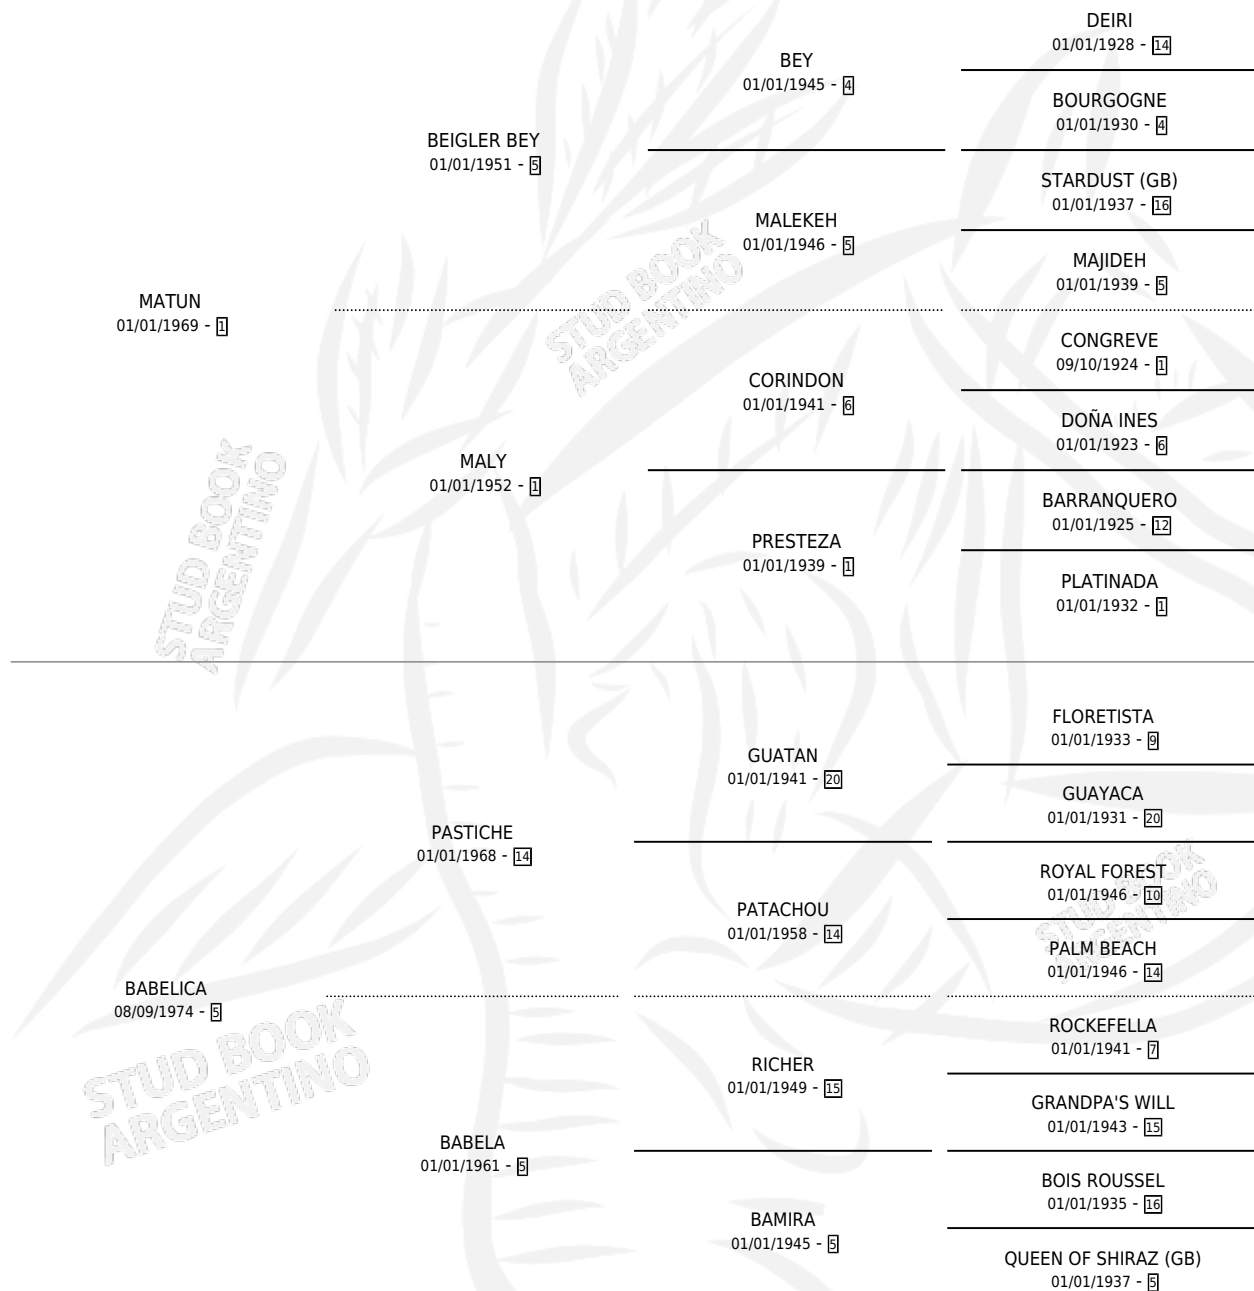 DEIRI
01/01/1928 - 14
BEY
01/01/1945 - 4
BOURGOGNE
01/01/1930 - 4
BEIGLER BEY
01/01/1951 - 5
STARDUST (GB)
01/01/1937 - 16
MALEKEH
01/01/1946 - 5
MAJIDEH
01/01/1939 - 5
MATUN
01/01/1969 - 1
CONGREVE
09/10/1924 - 1
CORINDON
01/01/1941 - 6
DOÑA INES
01/01/1923 - 6
MALY
01/01/1952 - 1
BARRANQUERO
01/01/1925 - 12
PRESTEZA
01/01/1939 - 1
PLATINADA
01/01/1932 - 1
FLORETISTA
01/01/1933 - 9
GUATAN
01/01/1941 - 20
GUAYACA
01/01/1931 - 20
PASTICHE
01/01/1968 - 14
ROYAL FOREST
01/01/1946 - 10
PATACHOU
01/01/1958 - 14
PALM BEACH
01/01/1946 - 14
BABELICA
08/09/1974 - 5
ROCKEFELLA
01/01/1941 - 7
RICHER
01/01/1949 - 15
GRANDPA'S WILL
01/01/1943 - 15
BABELA
01/01/1961 - 5
BOIS ROUSSEL
01/01/1935 - 16
BAMIRA
01/01/1945 - 5
QUEEN OF SHIRAZ (GB)
01/01/1937 - 5
STUD BOOK
ARGENTINO
STUD BOOK
ARGENTINO
STUD BOOK
ARGENTINO
STUD BOOK
ARGENTINO